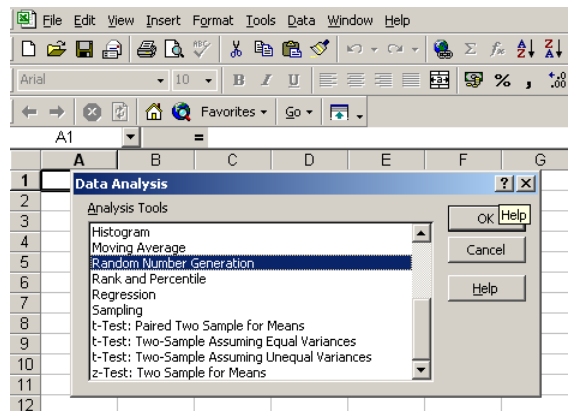 File Edit View Insert Format Tools Data Window Help
ABC Σ fx A Z Z A
Arial 10 B I U % , .00
Favorites Go
A1 =
A B C D E F G
1 Data Analysis ? X
2 Analysis Tools
3 Histogram OK Help
4 Moving Average Cancel
5 Random Number Generation
6 Rank and Percentile Help
7 Regression
8 Sampling
t-Test: Paired Two Sample for Means
9 t-Test: Two-Sample Assuming Equal Variances
10 t-Test: Two-Sample Assuming Unequal Variances
11 z-Test: Two Sample for Means
12